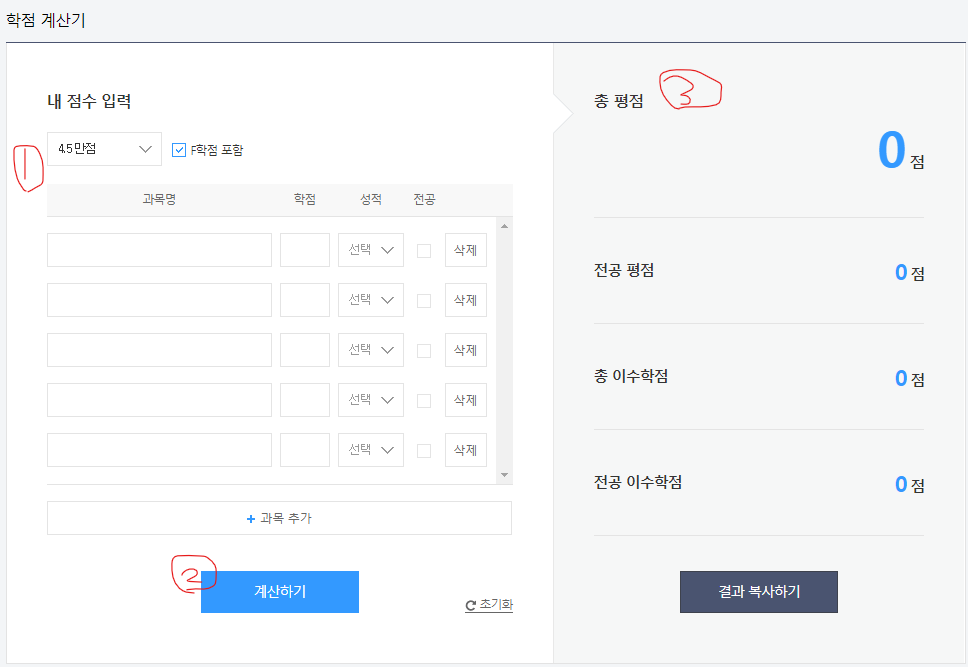 학점 계산기
내 점수 입력
1
4.5만점
F학점 포함
과목명 학점 성적 전공
선택 삭제
선택 삭제
선택 삭제
선택 삭제
선택 삭제
+ 과목 추가
2
계산하기
초기화
총 평점
3
0 점
전공 평점 0 점
총 이수학점 0 점
전공 이수학점 0 점
결과 복사하기